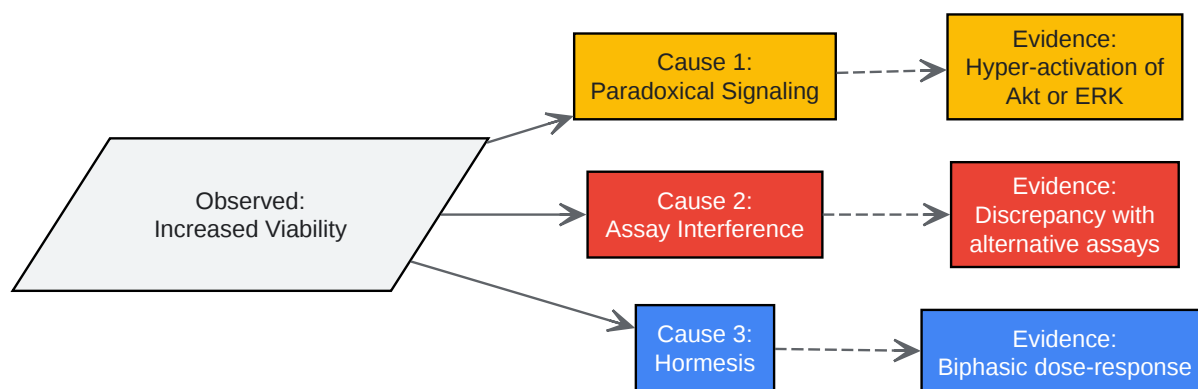 Observed:
Increased Viability
Cause 1:
Paradoxical Signaling
Evidence:
Hyper-activation of
Akt or ERK
Cause 2:
Assay Interference
Evidence:
Discrepancy with
alternative assays
Cause 3:
Hormesis
Evidence:
Biphasic dose-response